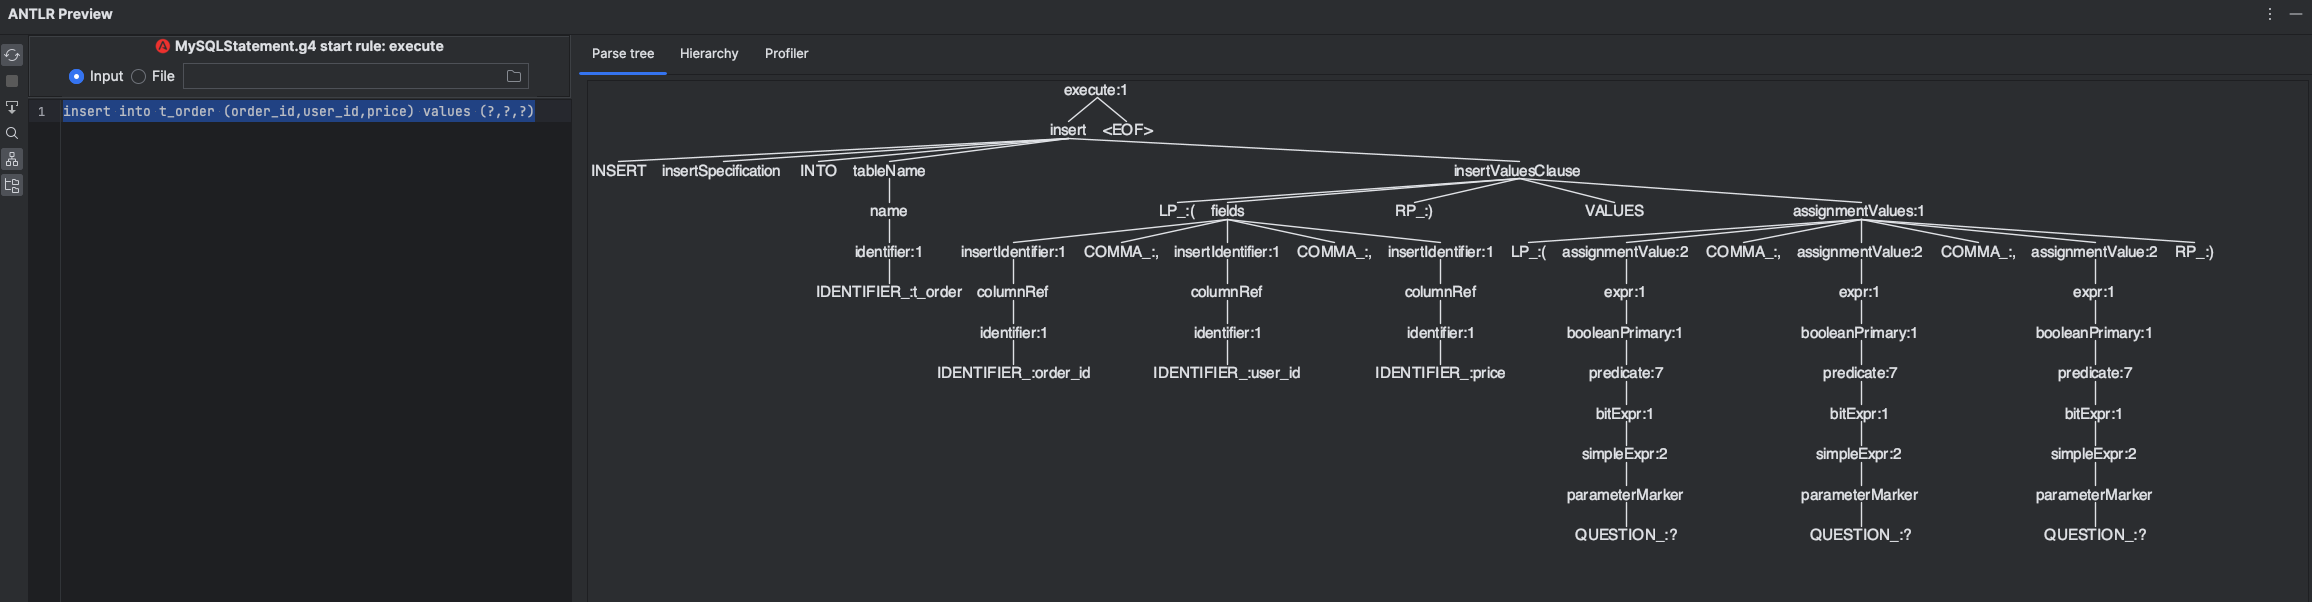 ANTLR Preview
MySQLStatement.g4 start rule: execute
Input File
1 insert into t_order (order_id,user_id,price) values (?,?,?)
Parse tree Hierarchy Profiler
execute:1
insert <EOF>
INSERT insertSpecification INTO tableName insertValuesClause
name LP_:( fields RP_:) VALUES assignmentValues:1
identifier:1 insertIdentifier:1 COMMA_:, insertIdentifier:1 COMMA_:, insertIdentifier:1 LP_:( assignmentValue:2 COMMA_:, assignmentValue:2 COMMA_:, assignmentValue:2 RP_:)
IDENTIFIER_:t_order columnRef columnRef columnRef expr:1 expr:1 expr:1
identifier:1 identifier:1 identifier:1 booleanPrimary:1 booleanPrimary:1 booleanPrimary:1
IDENTIFIER_:order_id IDENTIFIER_:user_id IDENTIFIER_:price predicate:7 predicate:7 predicate:7
bitExpr:1 bitExpr:1 bitExpr:1
simpleExpr:2 simpleExpr:2 simpleExpr:2
parameterMarker parameterMarker parameterMarker
QUESTION_:? QUESTION_:? QUESTION_:?